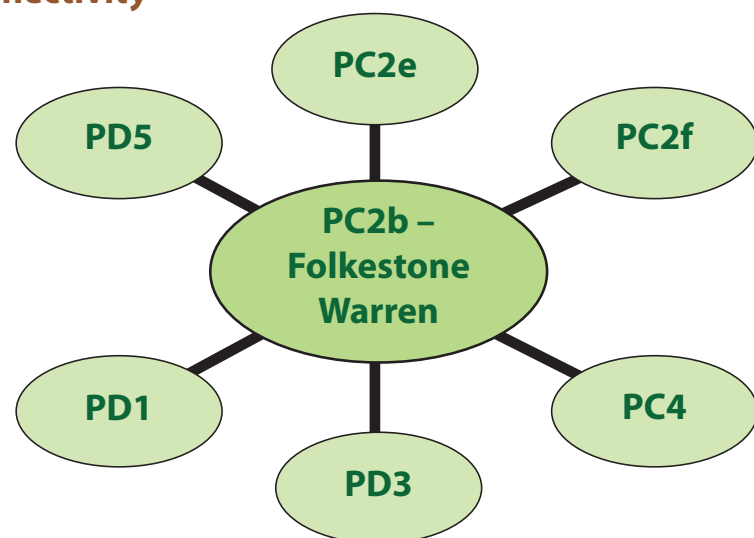 PC2e
PD5
PC2f
PC2b –
Folkestone
Warren
PD1
PC4
PD3